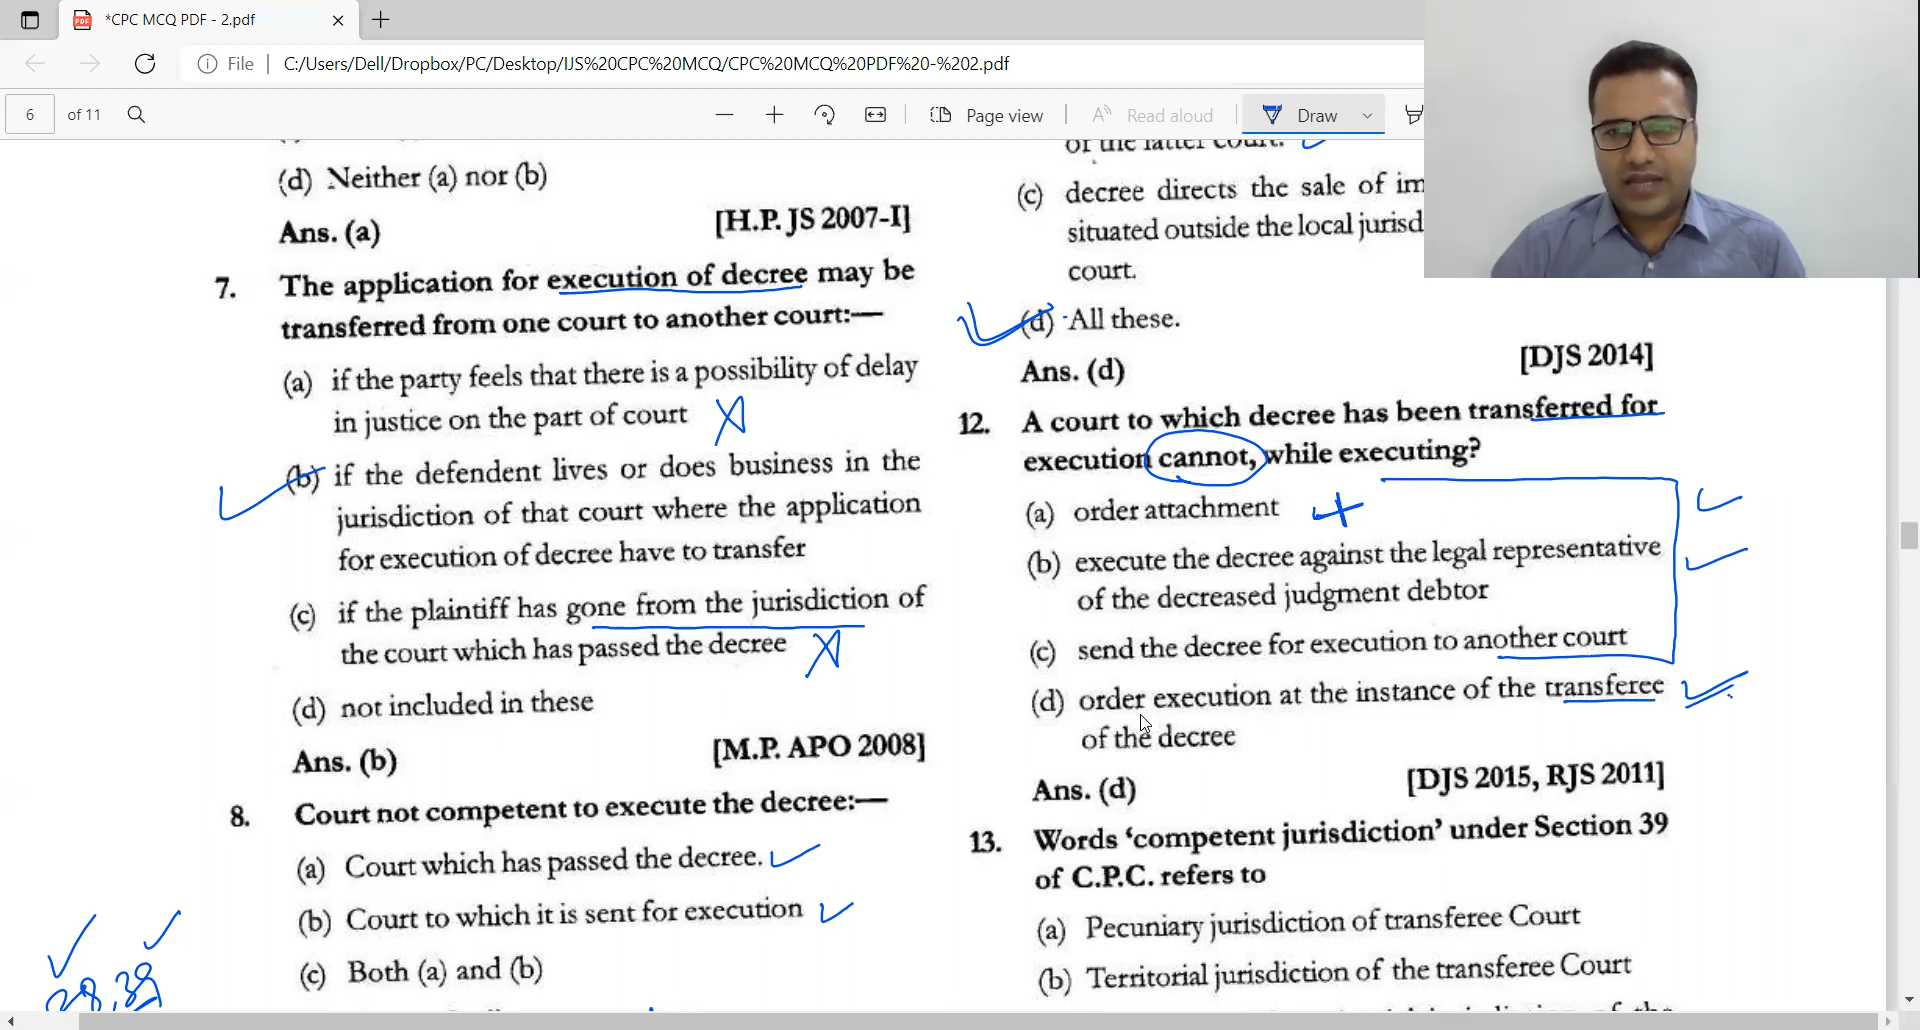 *CPC MCQ PDF - 2.pdf
File
C:/Users/Dell/Dropbox/PC/Desktop/IJS%20CPC%20MCQ/CPC%20MCQ%20PDF%20-%202.pdf
6 of 11
Page view
Read aloud
Draw
(d) Neither (a) nor (b)
Ans. (a) [H.P. JS 2007-I]
7. The application for execution of decree may be
transferred from one court to another court:—
(a) if the party feels that there is a possibility of delay
in justice on the part of court
(b) if the defendent lives or does business in the
jurisdiction of that court where the application
for execution of decree have to transfer
(c) if the plaintiff has gone from the jurisdiction of
the court which has passed the decree
(d) not included in these
Ans. (b) [M.P. APO 2008]
8. Court not competent to execute the decree:—
(a) Court which has passed the decree.
(b) Court to which it is sent for execution
(c) Both (a) and (b)
38, 39
of the latter court.
(c) decree directs the sale of im
situated outside the local jurisd
court.
(d) All these.
Ans. (d) [DJS 2014]
12. A court to which decree has been transferred for
execution cannot, while executing?
(a) order attachment
(b) execute the decree against the legal representative
of the decreased judgment debtor
(c) send the decree for execution to another court
(d) order execution at the instance of the transferee
of the decree
Ans. (d) [DJS 2015, RJS 2011]
13. Words ‘competent jurisdiction’ under Section 39
of C.P.C. refers to
(a) Pecuniary jurisdiction of transferee Court
(b) Territorial jurisdiction of the transferee Court